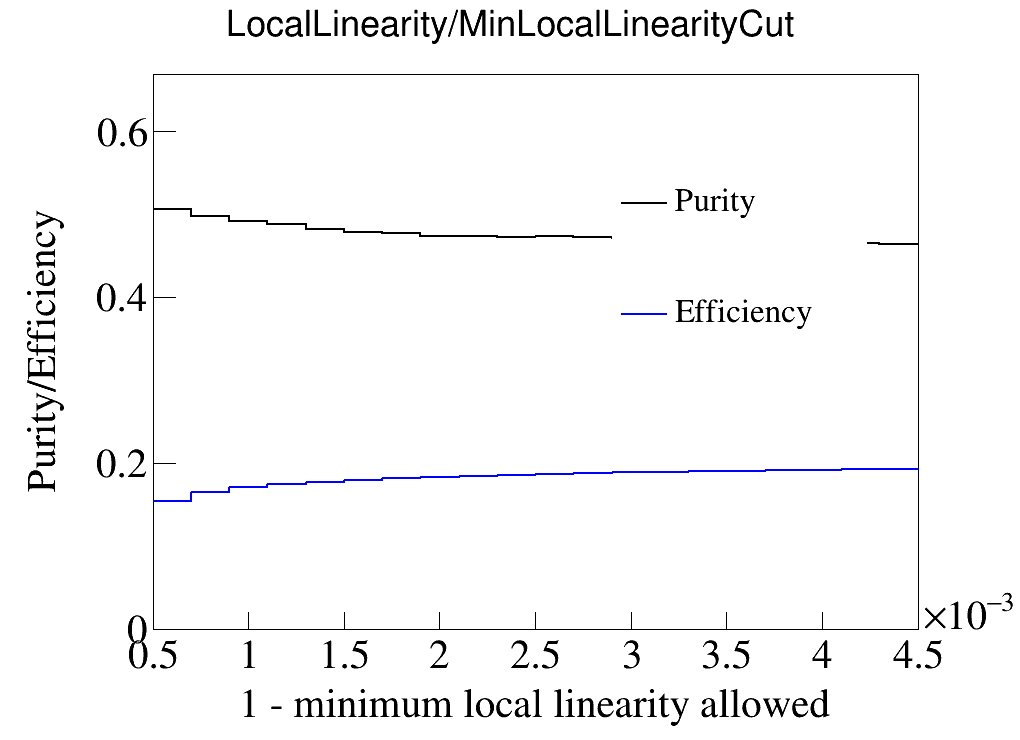 LocalLinearity/MinLocalLinearityCut
Purity/Efficiency
0.6
0.4
0.2
0
Purity
Efficiency
0.5 1 1.5 2 2.5 3 3.5 4 4.5
×10⁻³
1 - minimum local linearity allowed